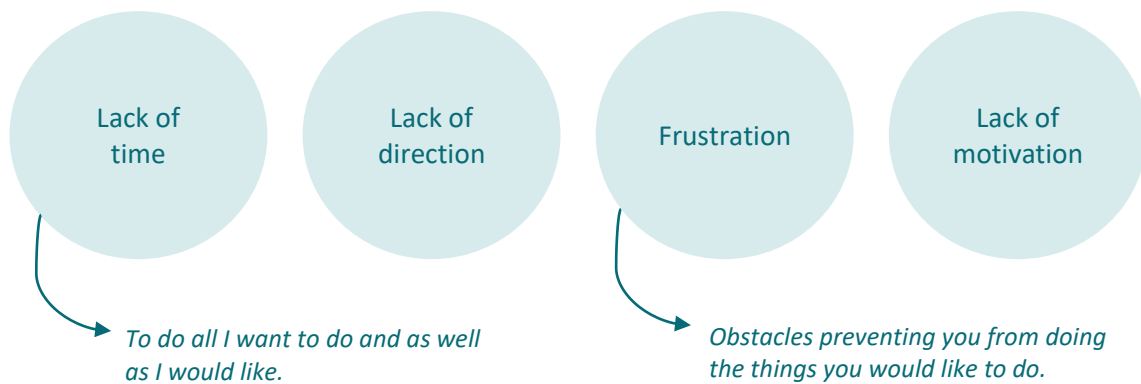 Lack of
time
Lack of
direction
Frustration
Lack of
motivation
To do all I want to do and as well
as I would like.
Obstacles preventing you from doing
the things you would like to do.